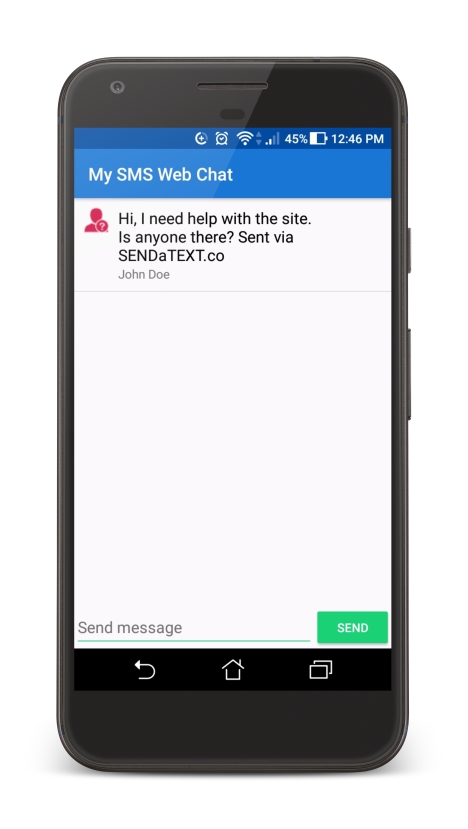 45% 12:46 PM
My SMS Web Chat
Hi, I need help with the site.
Is anyone there? Sent via
SENDaTEXT.co
John Doe
Send message
SEND